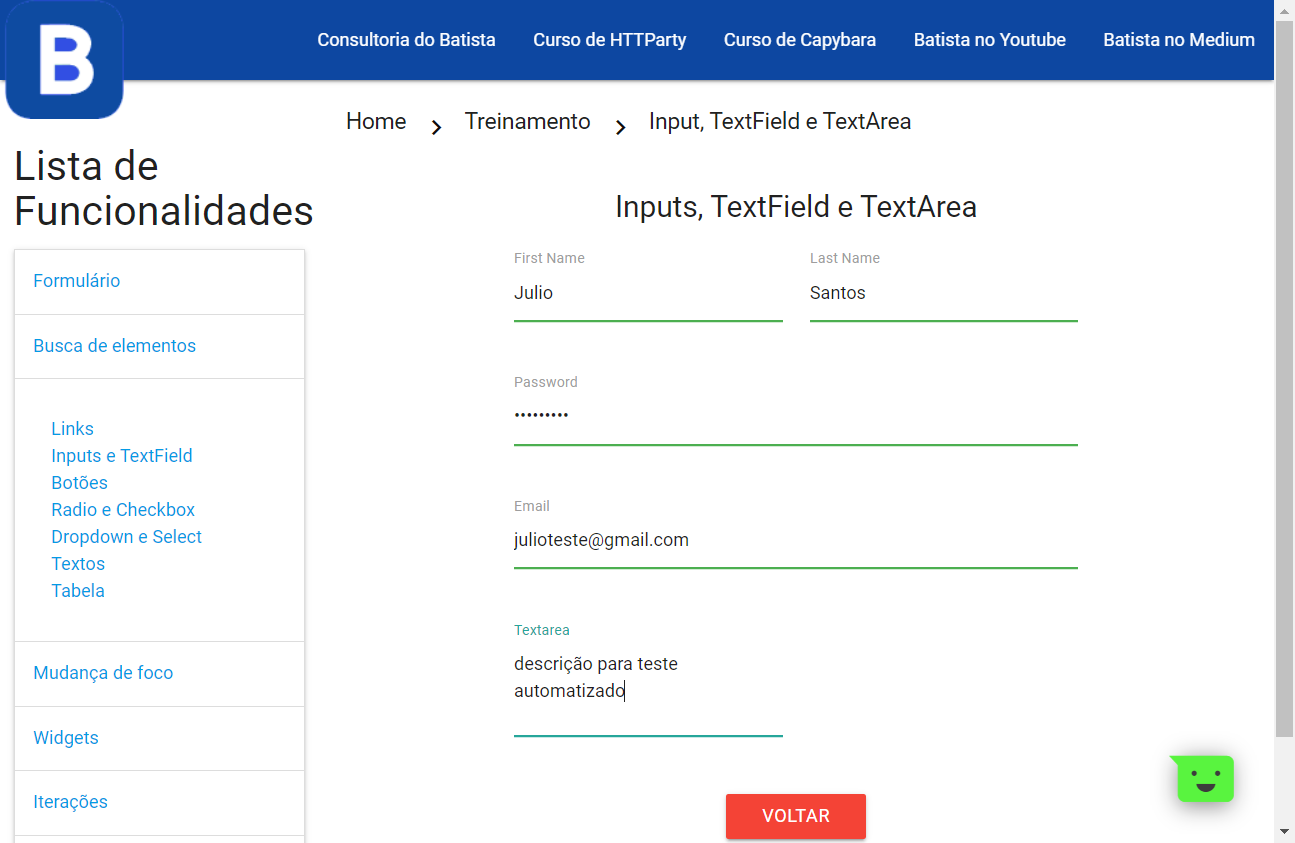 B
Consultoria do Batista
Curso de HTTParty
Curso de Capybara
Batista no Youtube
Batista no Medium
Home
Treinamento
Input, TextField e TextArea
Lista de
Funcionalidades
Formulário
Busca de elementos
Links
Inputs e TextField
Botões
Radio e Checkbox
Dropdown e Select
Textos
Tabela
Mudança de foco
Widgets
Iterações
Inputs, TextField e TextArea
First Name
Julio
Last Name
Santos
Password
•••••••••
Email
julioteste@gmail.com
Textarea
descrição para teste
automatizado
VOLTAR